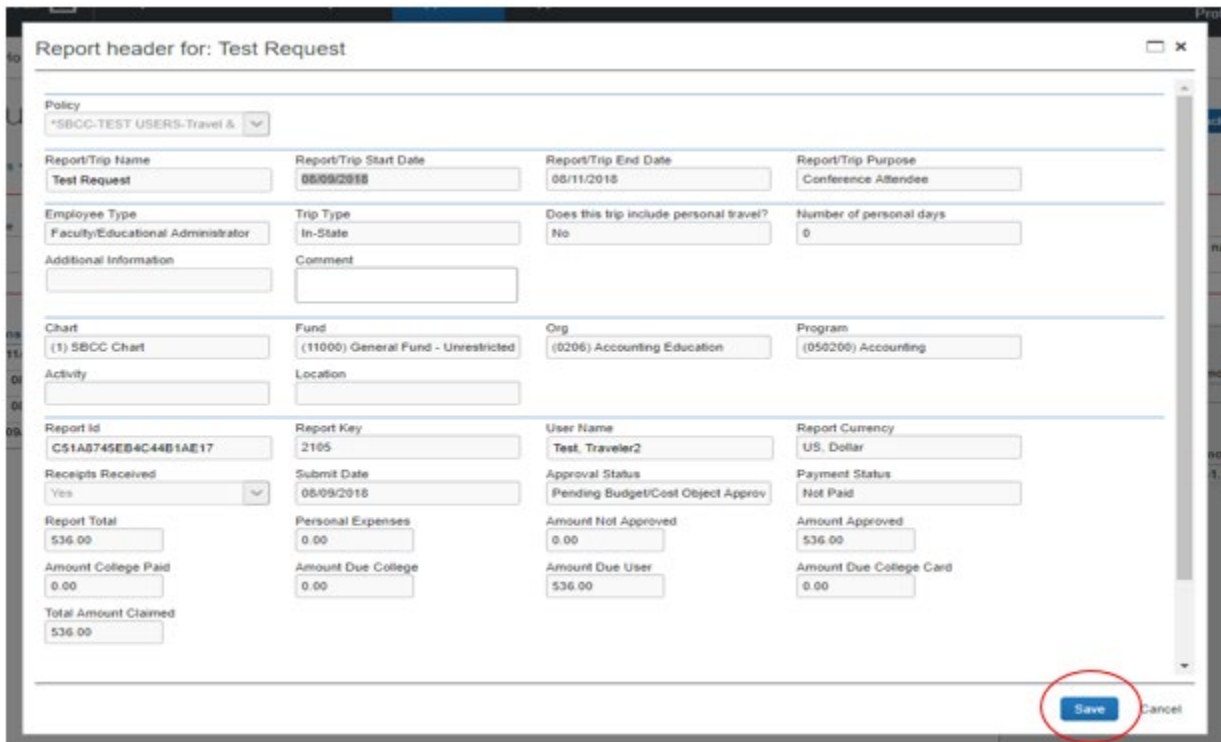 Report header for: Test Request
Policy
*SBCC-TEST USERS-Travel &
Report/Trip Name Report/Trip Start Date Report/Trip End Date Report/Trip Purpose
Test Request 08/09/2018 08/11/2018 Conference Attendee
Employee Type Trip Type Does this trip include personal travel? Number of personal days
Faculty/Educational Administrator In-State No 0
Additional Information Comment
Chart Fund Org Program
(1) SBCC Chart (11000) General Fund - Unrestricted (0206) Accounting Education (050200) Accounting
Activity Location
Report Id Report Key User Name Report Currency
C51A8745EB4C44B1AE17 2105 Test, Traveler2 US, Dollar
Receipts Received Submit Date Approval Status Payment Status
Yes 08/09/2018 Pending Budget/Cost Object Approv Not Paid
Report Total Personal Expenses Amount Not Approved Amount Approved
536.00 0.00 0.00 536.00
Amount College Paid Amount Due College Amount Due User Amount Due College Card
0.00 0.00 536.00 0.00
Total Amount Claimed
536.00
Save Cancel